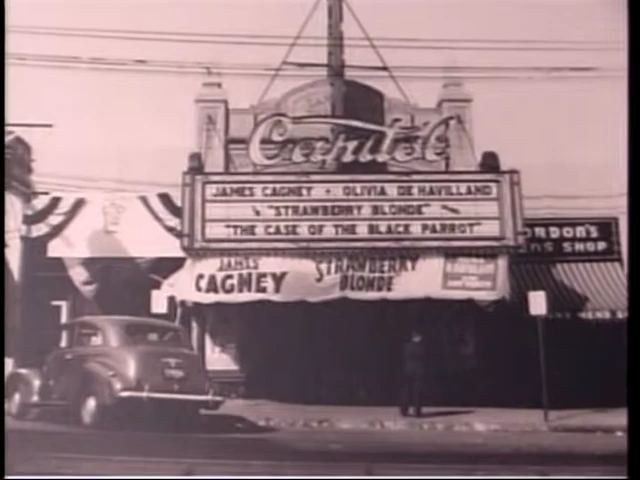 Capitol
JAMES CAGNEY • OLIVIA DE HAVILLAND
"STRAWBERRY BLONDE"
"THE CASE OF THE BLACK PARROT"
JAMES CAGNEY
STRAWBERRY BLONDE
ORDON'S
SHOP